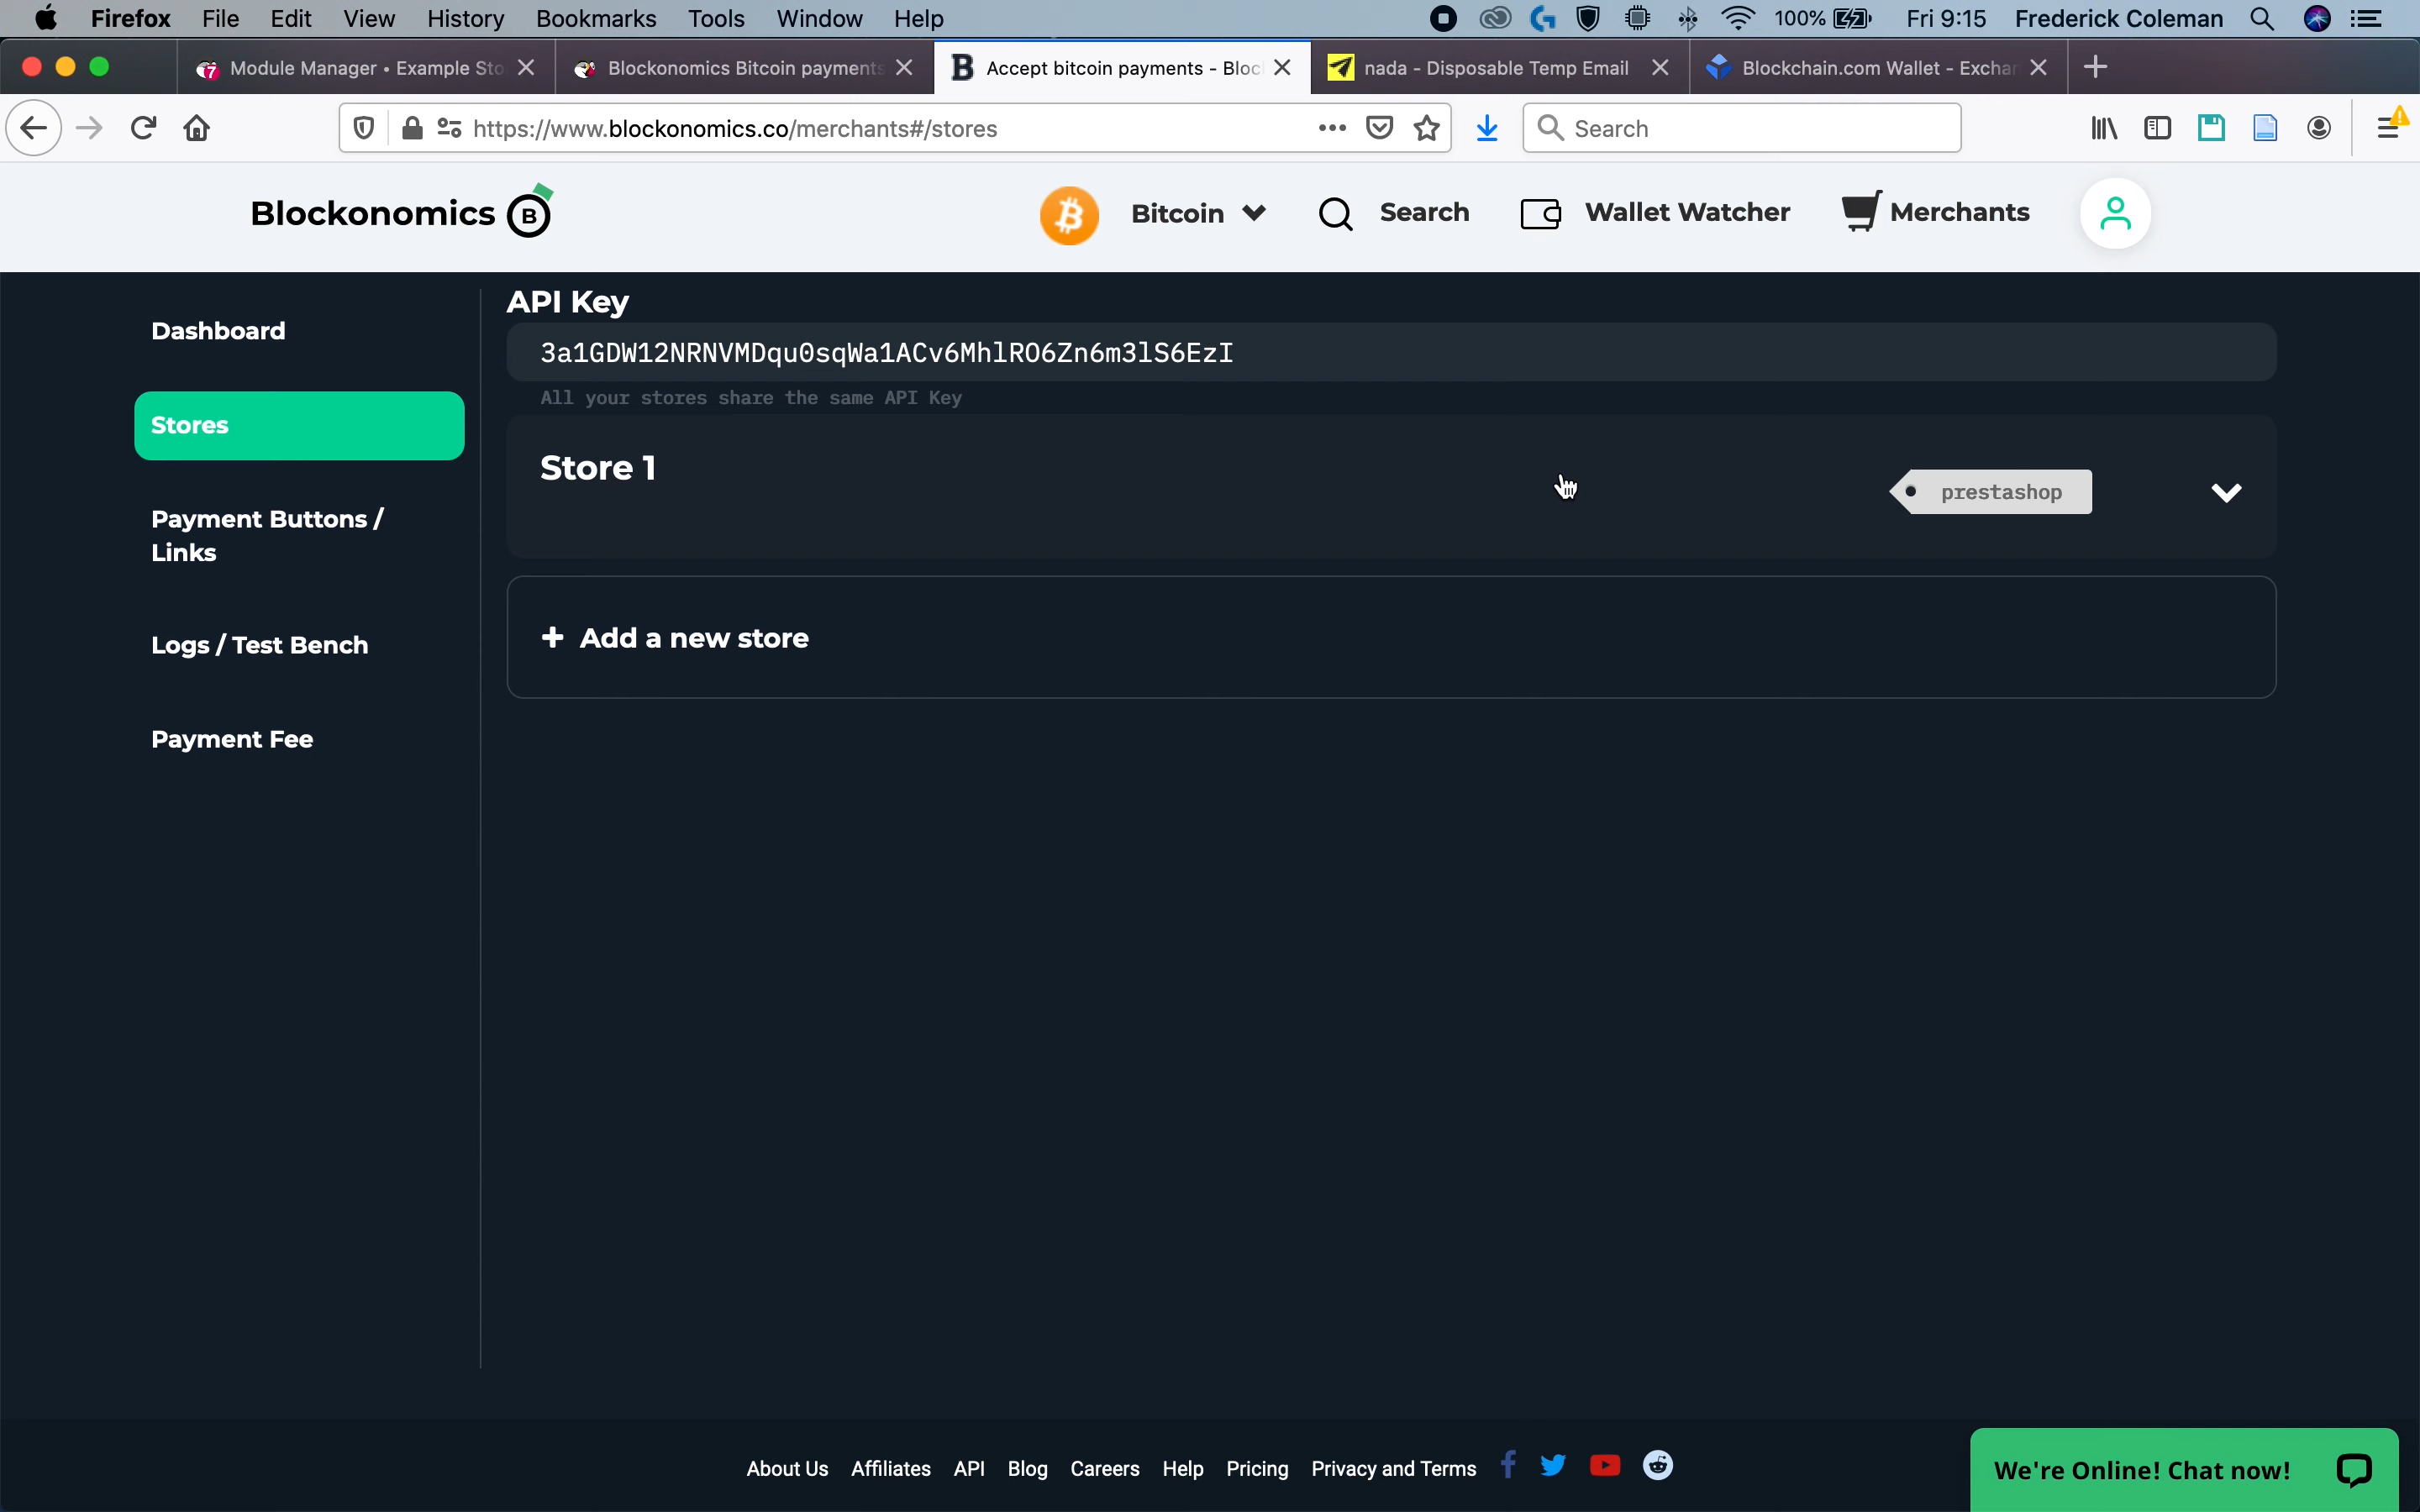 Firefox File Edit View History Bookmarks Tools Window Help 100% Fri 9:15 Frederick Coleman
Module Manager • Example Sto Blockonomics Bitcoin payments Accept bitcoin payments - Bloc nada - Disposable Temp Email Blockchain.com Wallet - Exchan
https://www.blockonomics.co/merchants#/stores Search
Blockonomics B Bitcoin Search Wallet Watcher Merchants
API Key
Dashboard
3a1GDW12NRNVMDqu0sqWa1ACv6MhlRO6Zn6m3lS6EzI
All your stores share the same API Key
Stores
Store 1
prestashop
Payment Buttons /
Links
+ Add a new store
Logs / Test Bench
Payment Fee
About Us Affiliates API Blog Careers Help Pricing Privacy and Terms
We're Online! Chat now!